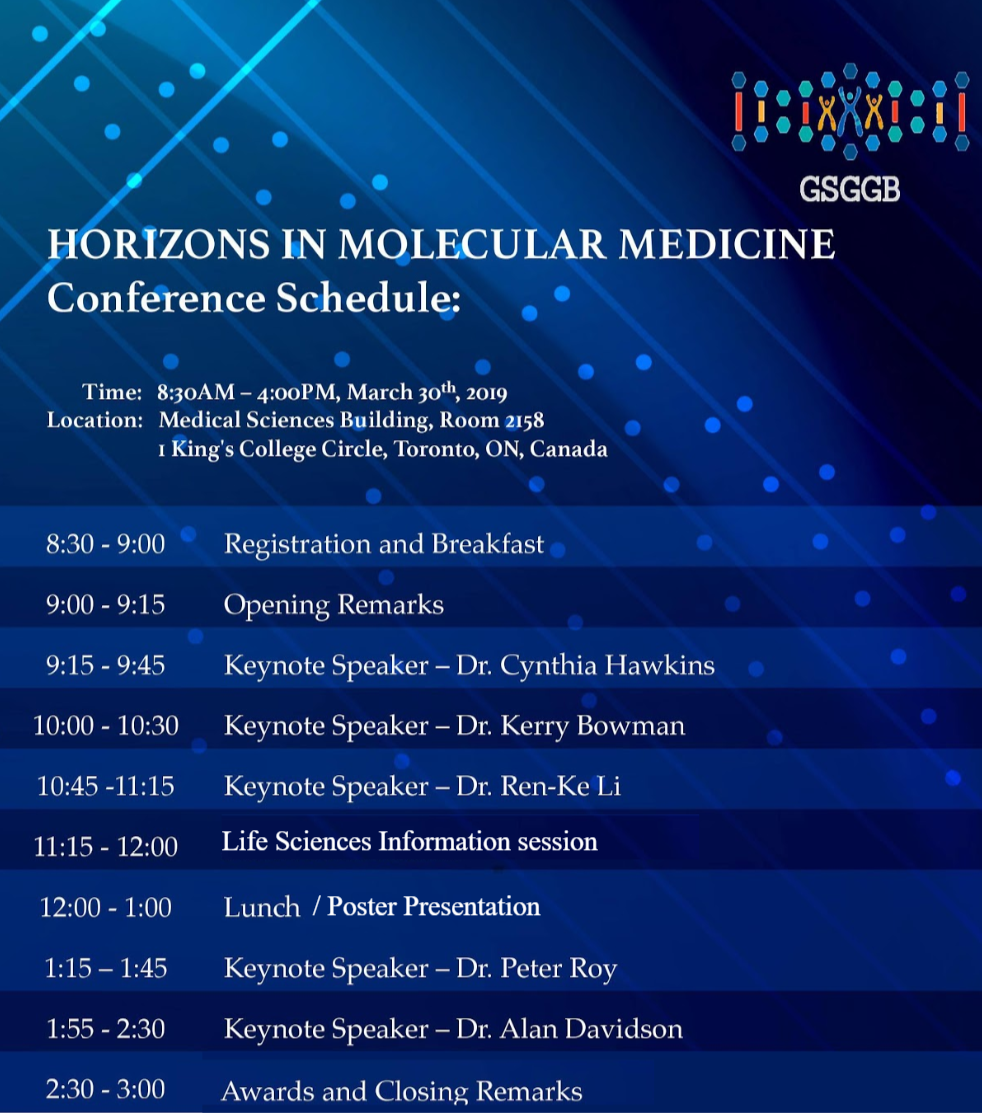 GSGGB
HORIZONS IN MOLECULAR MEDICINE
Conference Schedule:
Time: 8:30AM – 4:00PM, March 30th, 2019
Location: Medical Sciences Building, Room 2158
1 King's College Circle, Toronto, ON, Canada
8:30 - 9:00 Registration and Breakfast
9:00 - 9:15 Opening Remarks
9:15 - 9:45 Keynote Speaker – Dr. Cynthia Hawkins
10:00 - 10:30 Keynote Speaker – Dr. Kerry Bowman
10:45 -11:15 Keynote Speaker – Dr. Ren-Ke Li
11:15 - 12:00 Life Sciences Information session
12:00 - 1:00 Lunch / Poster Presentation
1:15 – 1:45 Keynote Speaker – Dr. Peter Roy
1:55 - 2:30 Keynote Speaker – Dr. Alan Davidson
2:30 - 3:00 Awards and Closing Remarks